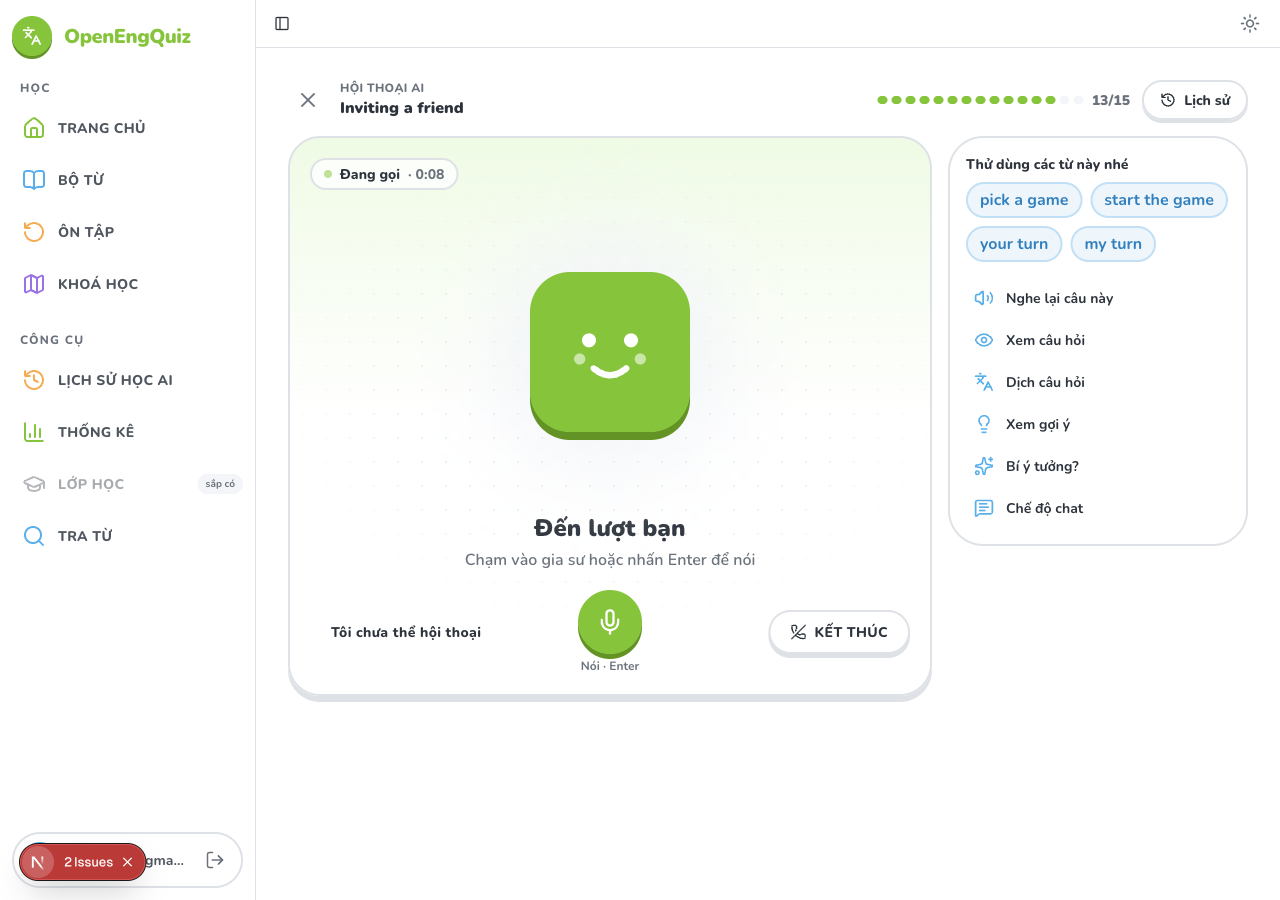 OpenEngQuiz
HỌC
TRANG CHỦ
BỘ TỪ
ÔN TẬP
KHOÁ HỌC
CÔNG CỤ
LỊCH SỬ HỌC AI
THỐNG KÊ
LỚP HỌC
sắp có
TRA TỪ
N 2 Issues
gma...
HỘI THOẠI AI
Inviting a friend
13/15
Lịch sử
Đang gọi · 0:08
Đến lượt bạn
Chạm vào gia sư hoặc nhấn Enter để nói
Tôi chưa thể hội thoại
Nói · Enter
KẾT THÚC
Thử dùng các từ này nhé
pick a game
start the game
your turn
my turn
Nghe lại câu này
Xem câu hỏi
Dịch câu hỏi
Xem gợi ý
Bí ý tưởng?
Chế độ chat